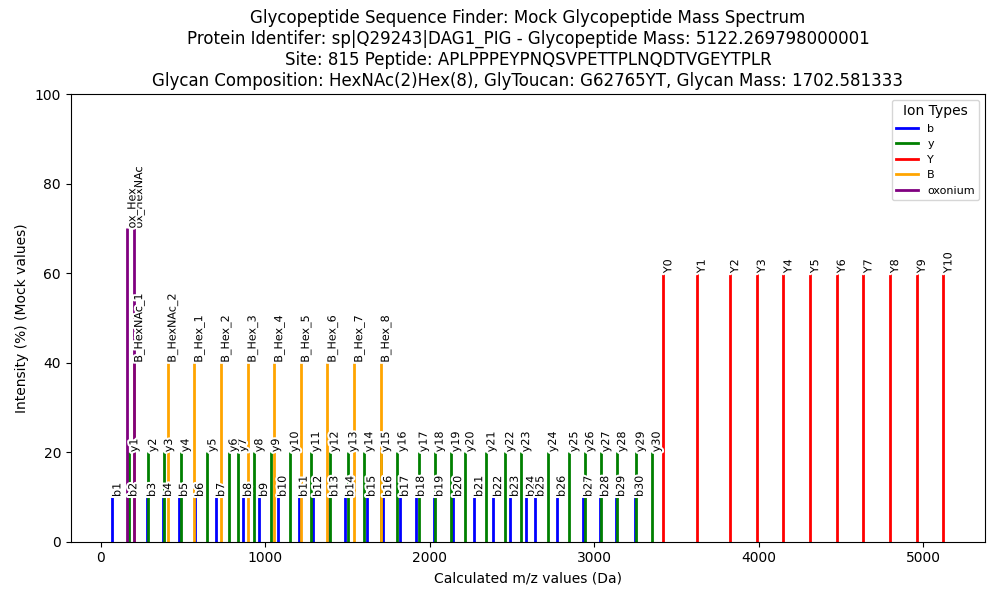 Glycopeptide Sequence Finder: Mock Glycopeptide Mass Spectrum
Protein Identifer: sp|Q29243|DAG1_PIG - Glycopeptide Mass: 5122.269798000001
Site: 815 Peptide: APLPPPEYPNQSVPETTPLNQDTVGEYTPLR
Glycan Composition: HexNAc(2)Hex(8), GlyToucan: G62765YT, Glycan Mass: 1702.581333
Intensity (%) (Mock values)
100
80
60
40
20
0
Ion Types
b
y
Y
B
oxonium
ox_Hex
ox_HexNAc
Y0
Y1
Y2
Y3
Y4
Y5
Y6
Y7
Y8
Y9
Y10
B_HexNAc_1
B_HexNAc_2
B_Hex_1
B_Hex_2
B_Hex_3
B_Hex_4
B_Hex_5
B_Hex_6
B_Hex_7
B_Hex_8
y1
y2
y3
y4
y5
y6
y7
y8
y9
y10
y11
y12
y13
y14
y15
y16
y17
y18
y19
y20
y21
y22
y23
y24
y25
y26
y27
y28
y29
y30
b1
b2
b3
b4
b5
b6
b7
b8
b9
b10
b11
b12
b13
b14
b15
b16
b17
b18
b19
b20
b21
b22
b23
b24
b25
b26
b27
b28
b29
b30
0
1000
2000
3000
4000
5000
Calculated m/z values (Da)